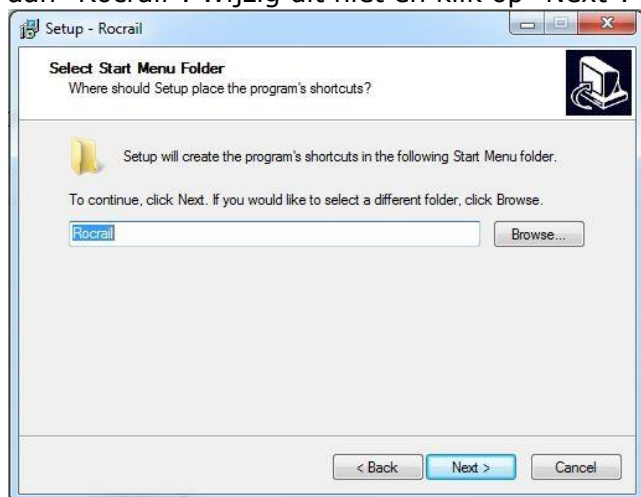 aan "Rocrail". Wijzig dit niet en klik op "Next".
Setup - Rocrail
Select Start Menu Folder
Where should Setup place the program's shortcuts?
Setup will create the program's shortcuts in the following Start Menu folder.
To continue, click Next. If you would like to select a different folder, click Browse.
Rocrail
Browse...
< Back
Next >
Cancel